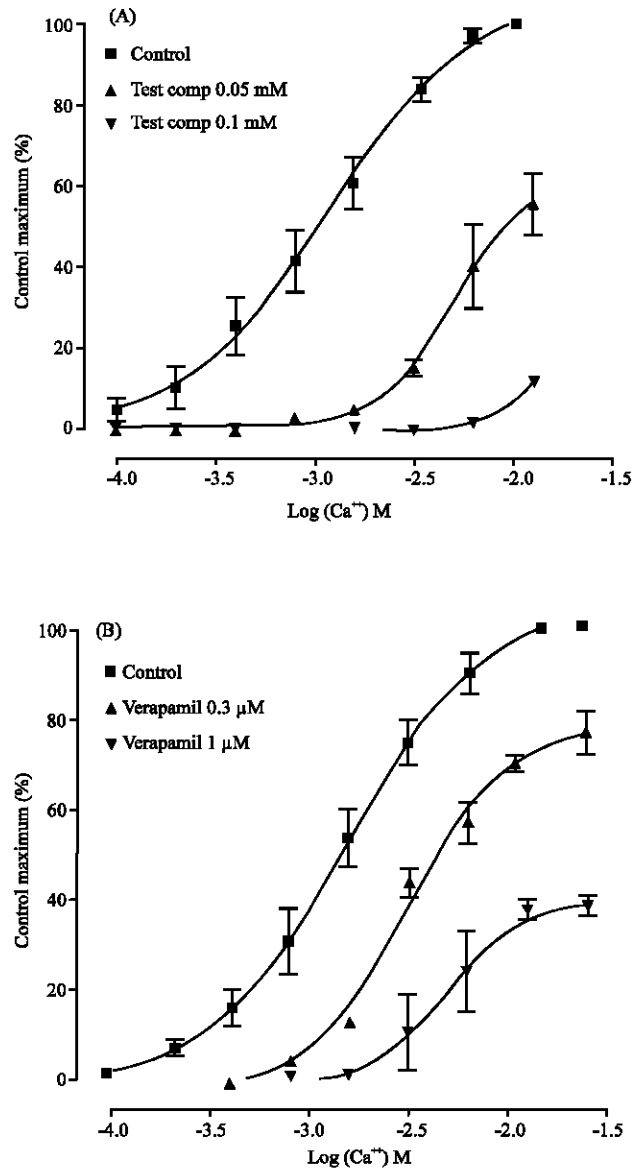 (A)
100
Control
80
Test comp 0.05 mM
Test comp 0.1 mM
60
40
20
0
Control maximum (%)
-4.0 -3.5 -3.0 -2.5 -2.0 -1.5
Log (Ca⁺⁺) M
(B)
100
Control
80
Verapamil 0.3 µM
Verapamil 1 µM
60
40
20
0
Control maximum (%)
-4.0 -3.5 -3.0 -2.5 -2.0 -1.5
Log (Ca⁺⁺) M